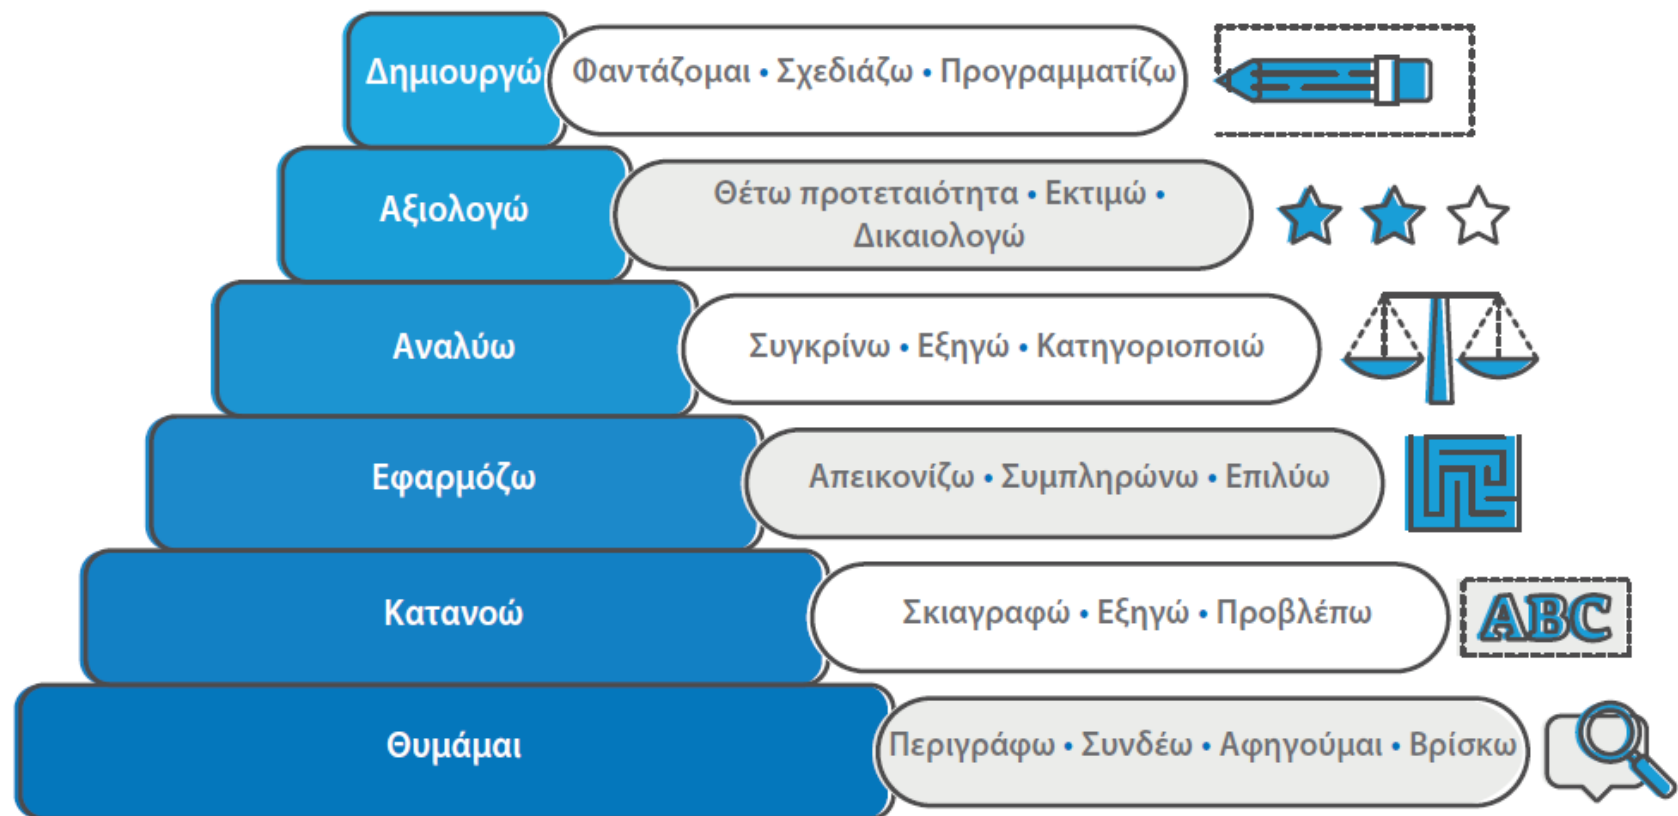 Δημιουργώ
Φαντάζομαι • Σχεδιάζω • Προγραμματίζω
Αξιολογώ
Θέτω προτεταιότητα • Εκτιμώ •
Δικαιολογώ
Αναλύω
Συγκρίνω • Εξηγώ • Κατηγοριοποιώ
Εφαρμόζω
Απεικονίζω • Συμπληρώνω • Επιλύω
Κατανοώ
Σκιαγραφώ • Εξηγώ • Προβλέπω
ABC
Θυμάμαι
Περιγράφω • Συνδέω • Αφηγούμαι • Βρίσκω